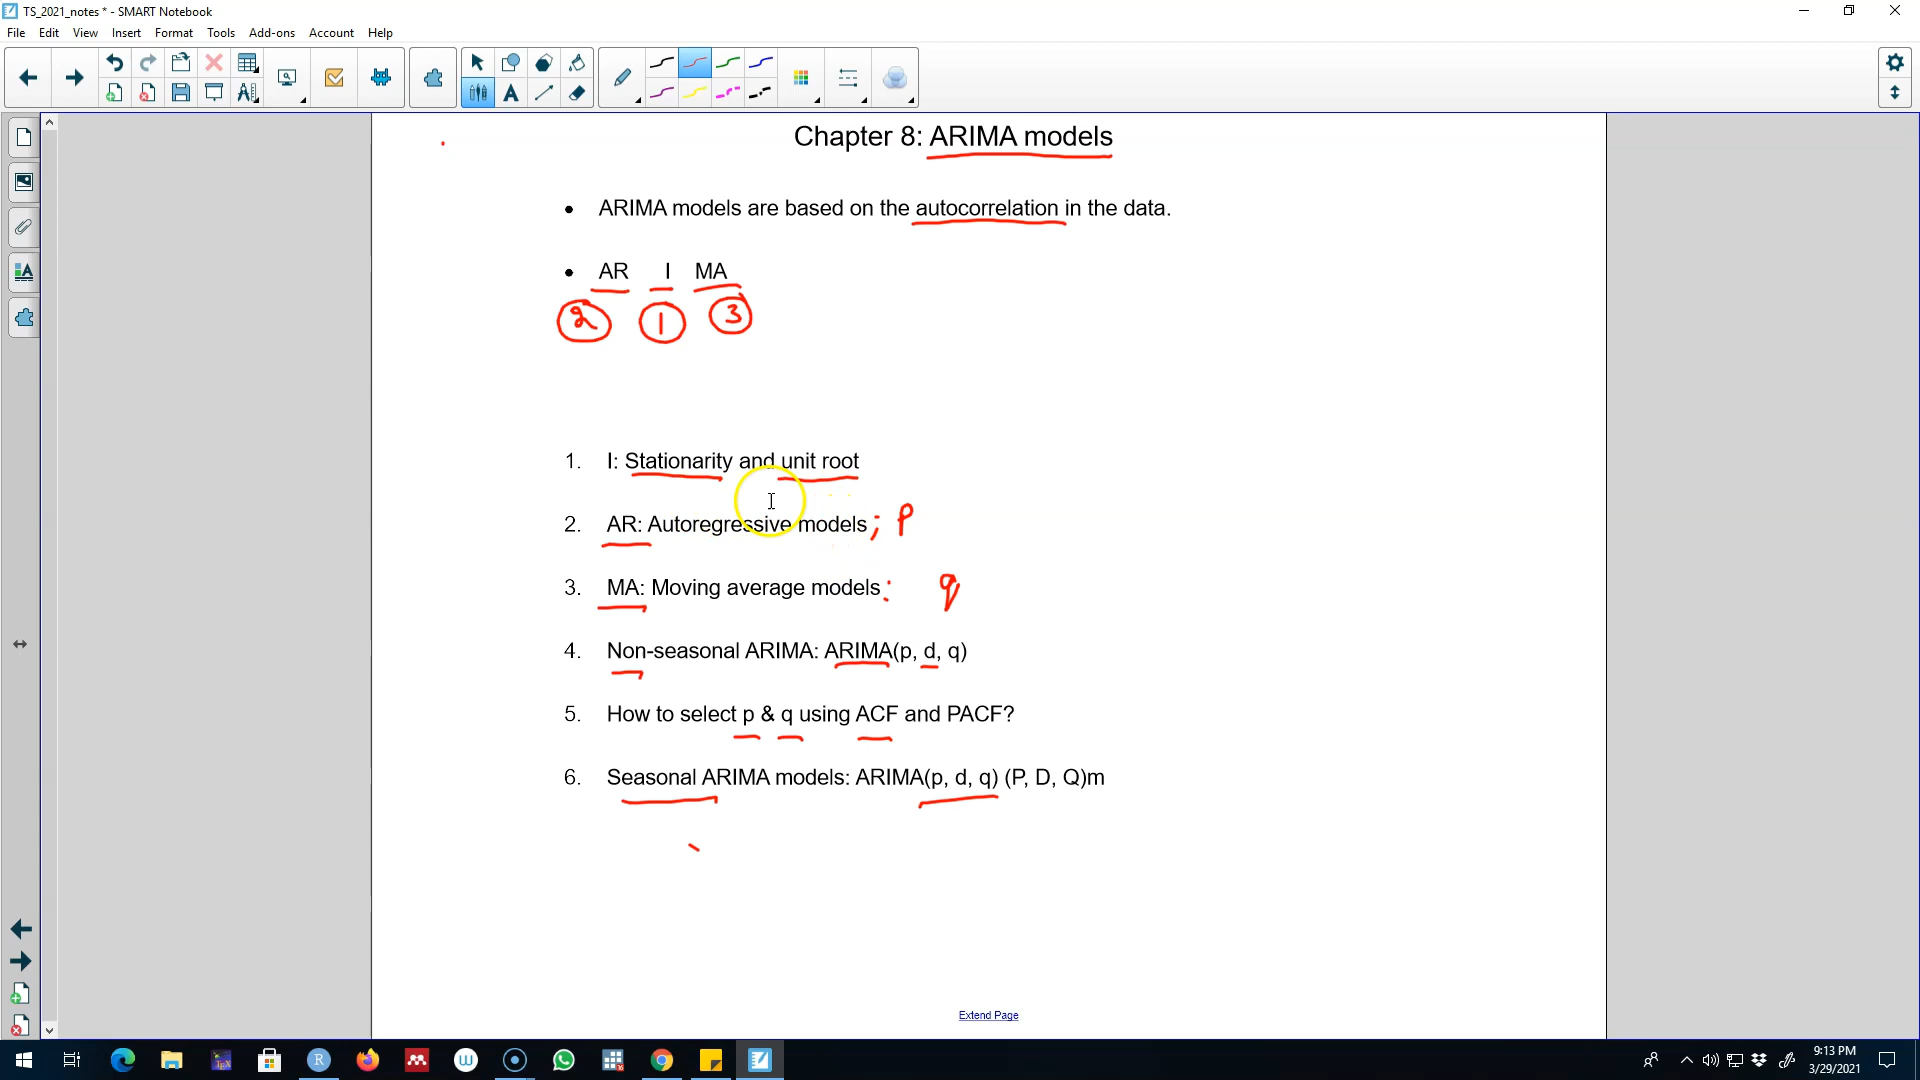 TS_2021_notes * - SMART Notebook
File Edit View Insert Format Tools Add-ons Account Help
Chapter 8: ARIMA models
• ARIMA models are based on the autocorrelation in the data.
• AR I MA
2 1 3
1. I: Stationarity and unit root
2. AR: Autoregressive models ; p
3. MA: Moving average models : q
4. Non-seasonal ARIMA: ARIMA(p, d, q)
5. How to select p & q using ACF and PACF?
6. Seasonal ARIMA models: ARIMA(p, d, q) (P, D, Q)m
Extend Page
9:13 PM
3/29/2021